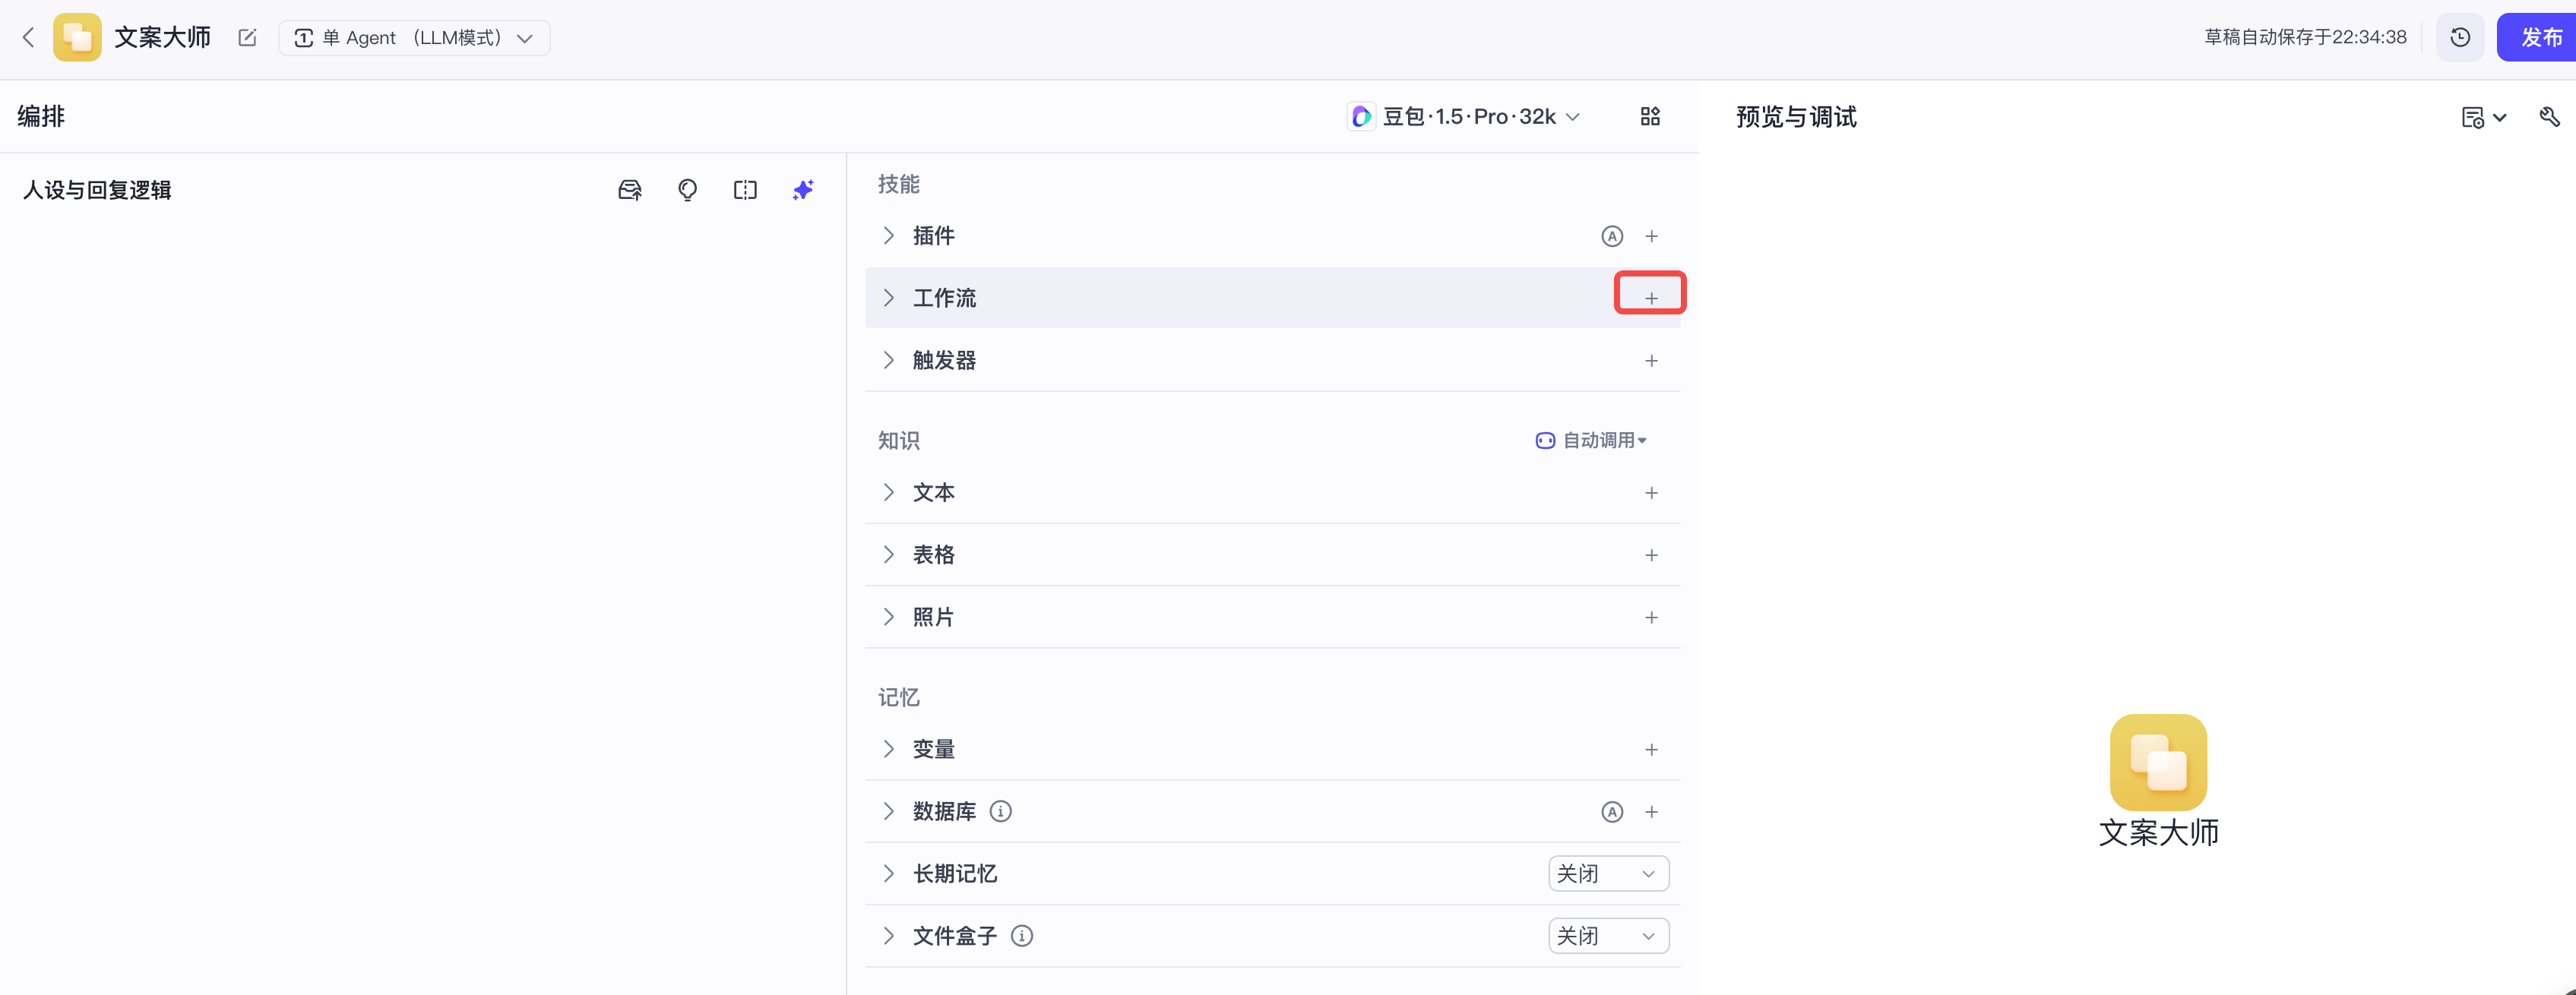 文案大师
单 Agent （LLM模式）
草稿自动保存于22:34:38
发布
编排
豆包·1.5·Pro·32k
预览与调试
人设与回复逻辑
技能
插件
工作流
触发器
知识
自动调用
文本
表格
照片
记忆
变量
数据库
长期记忆
关闭
文件盒子
关闭
文案大师